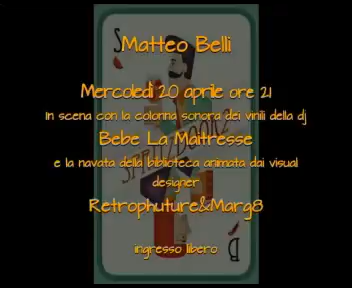 Matteo Belli
Mercoledì 20 aprile ore 21
In scena con la colonna sonora dei vinili della dj
Bebe La Maitresse
e la navata della biblioteca animata dai visual
designer
Retrophuture&Marg8
ingresso libero
S
SPRITZBOOK2
D